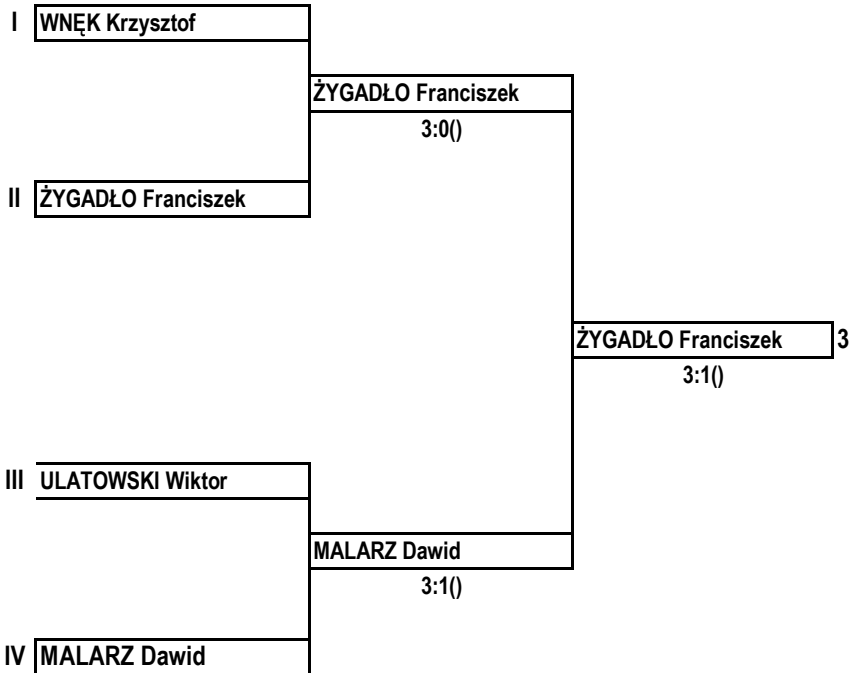 I WNĘK Krzysztof
ŻYGADŁO Franciszek
3:0()
II ŻYGADŁO Franciszek
ŻYGADŁO Franciszek 3
3:1()
III ULATOWSKI Wiktor
MALARZ Dawid
3:1()
IV MALARZ Dawid